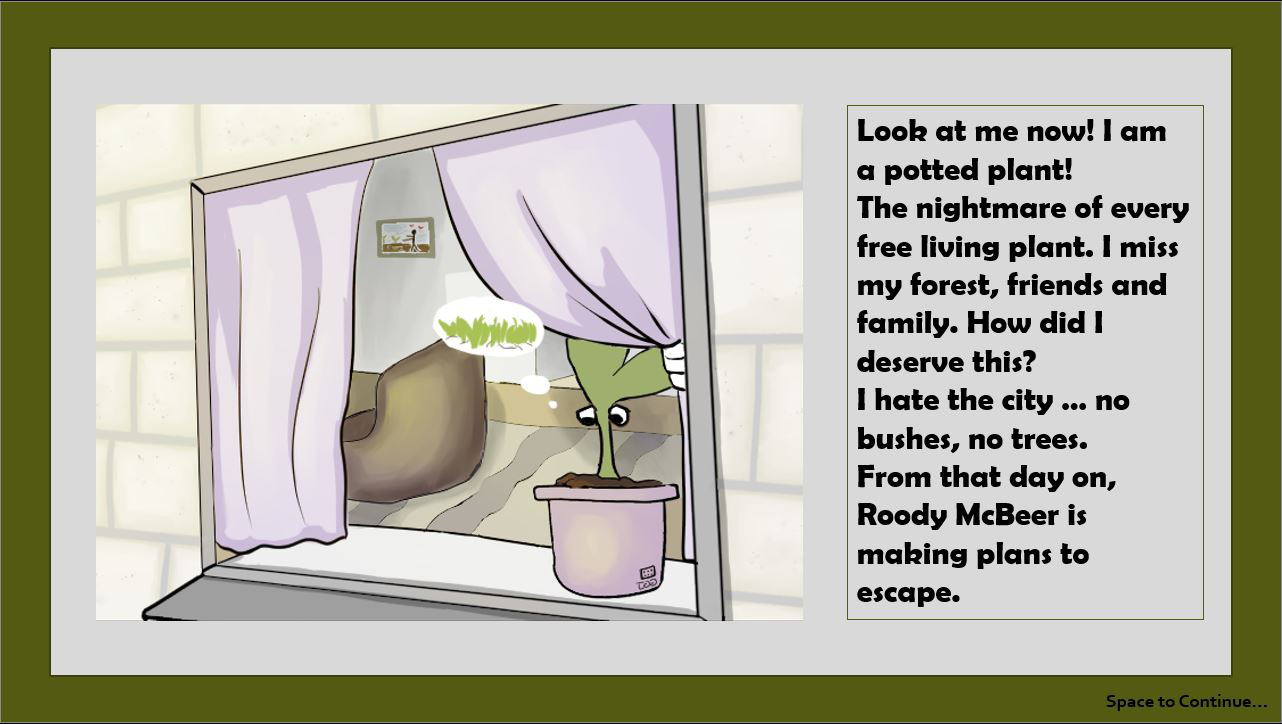 Look at me now! I am
a potted plant!
The nightmare of every
free living plant. I miss
my forest, friends and
family. How did I
deserve this?
I hate the city ... no
bushes, no trees.
From that day on,
Roody McBeer is
making plans to
escape.
Space to Continue...